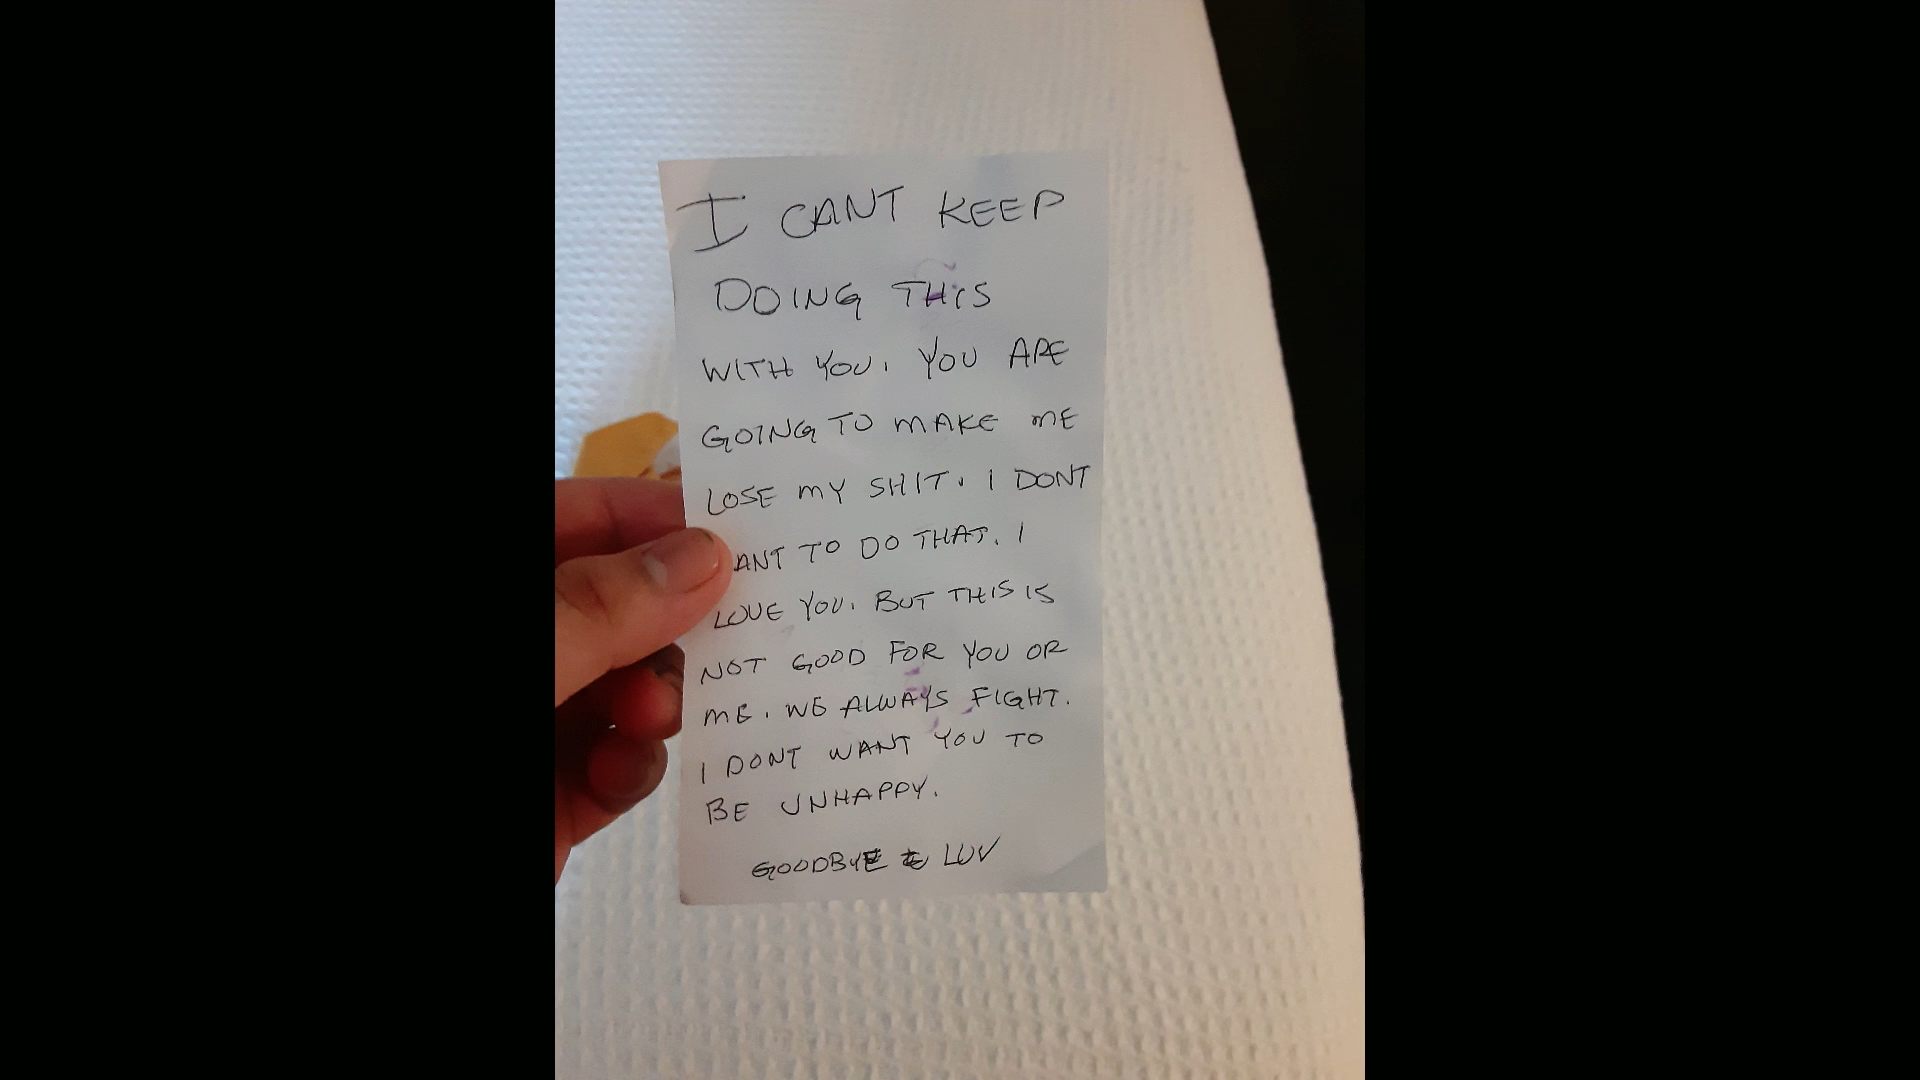 I CANT KEEP
DOING THIS
WITH YOU. YOU ARE
GOING TO MAKE ME
LOSE MY SHIT. I DONT
ANT TO DO THAT. I
LOVE YOU. BUT THIS IS
NOT GOOD FOR YOU OR
ME. WE ALWAYS FIGHT.
I DONT WANT YOU TO
BE UNHAPPY.
GOODBYE LUV